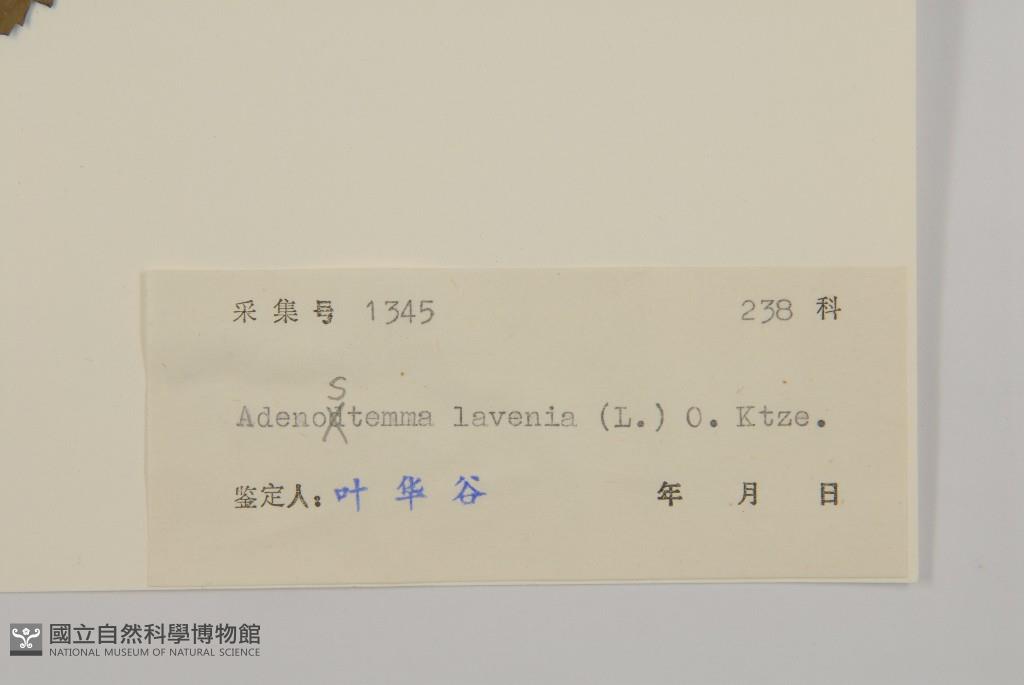 采集号 1345 238 科
Adenostemma lavenia (L.) O. Ktze.
鉴定人: 叶华谷 年 月 日
國立自然科學博物館
NATIONAL MUSEUM OF NATURAL SCIENCE